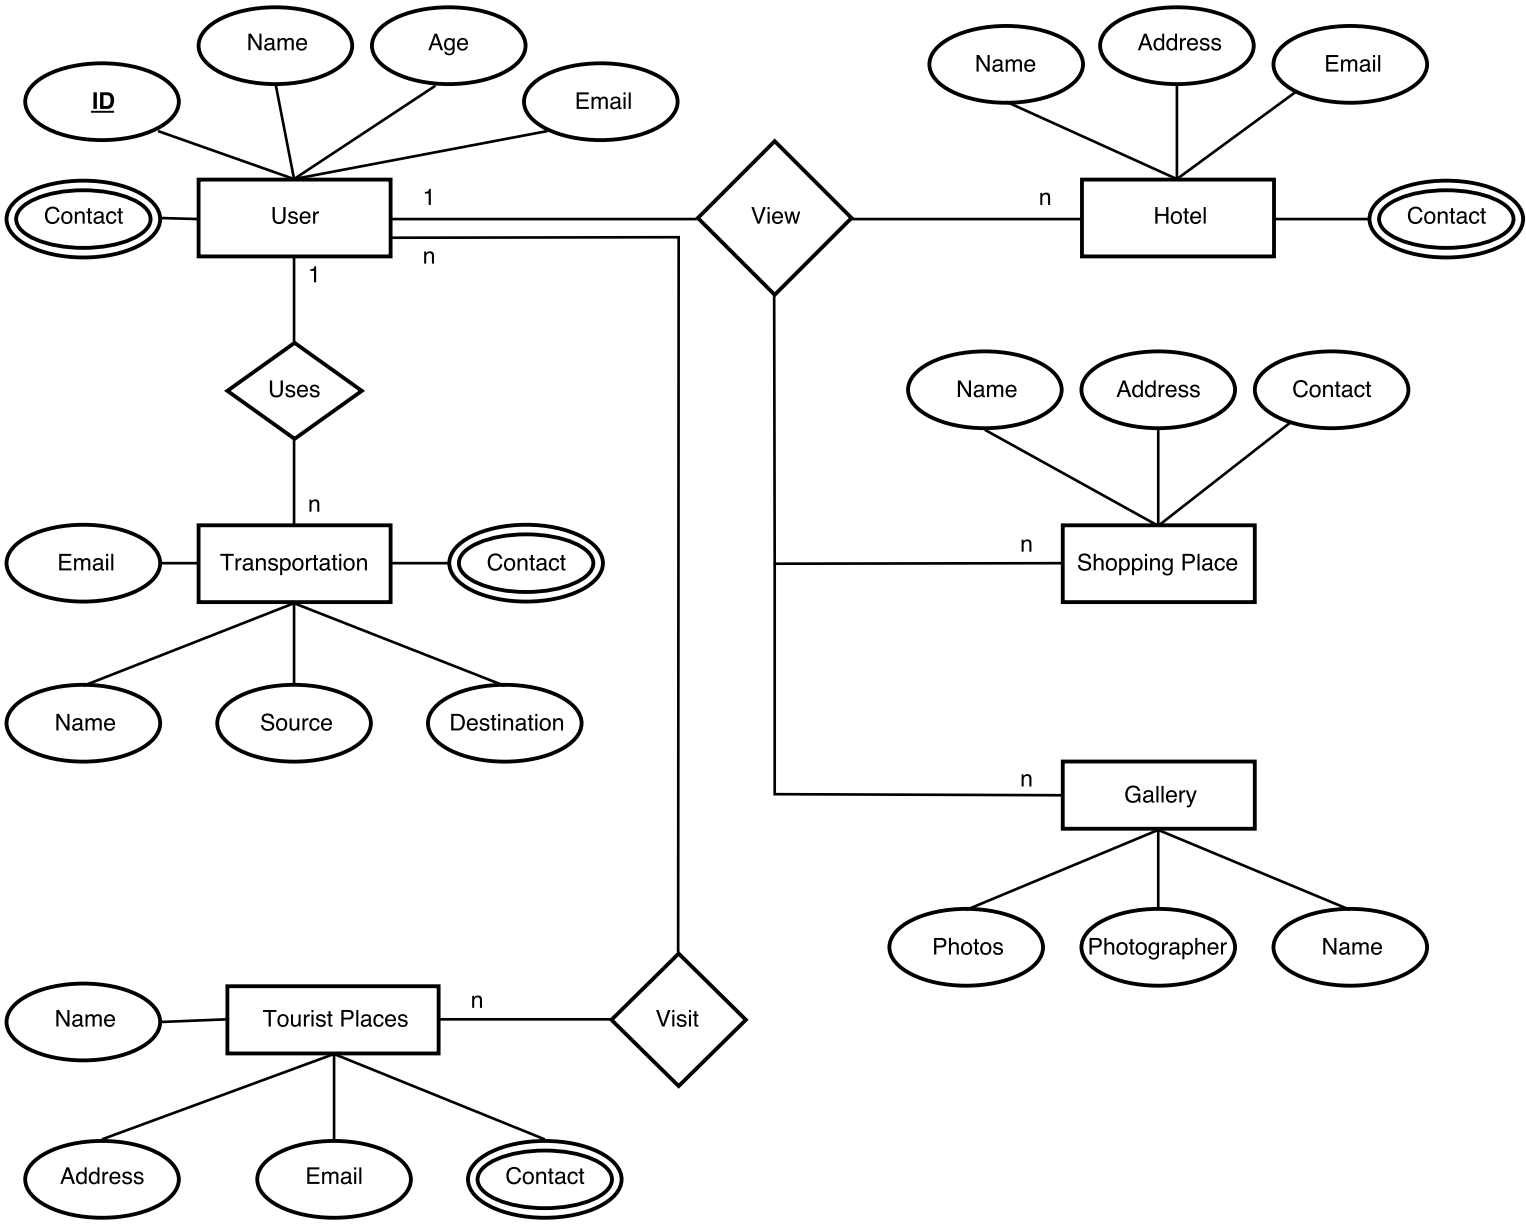 Name
Age
Address
Name
Email
ID
Email
1
n
Contact
User
View
Hotel
Contact
n
1
Uses
Name
Address
Contact
n
n
Email
Transportation
Contact
Shopping Place
Name
Source
Destination
n
Gallery
Photos
Photographer
Name
n
Name
Tourist Places
Visit
Address
Email
Contact